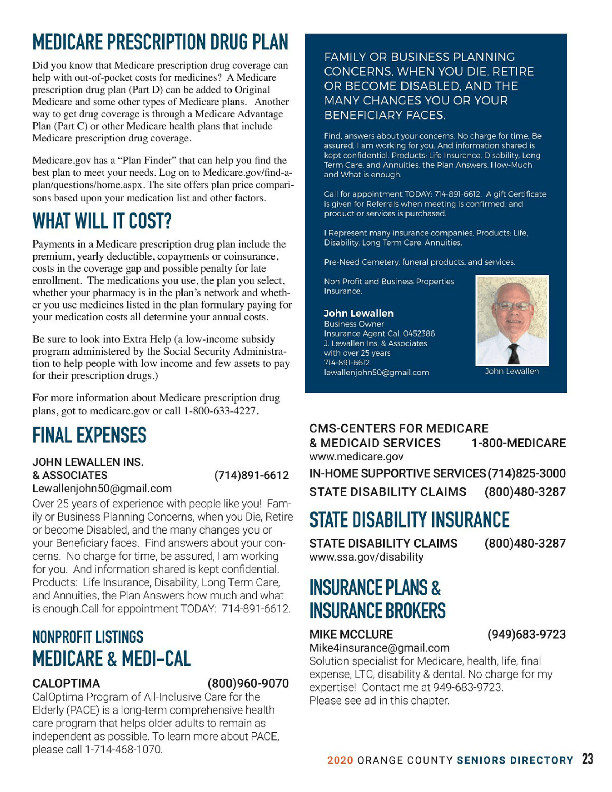 MEDICARE PRESCRIPTION DRUG PLAN
Did you know that Medicare prescription drug coverage can
help with out-of-pocket costs for medicines?  A Medicare
prescription drug plan (Part D) can be added to Original
Medicare and some other types of Medicare plans.  Another
way to get drug coverage is through a Medicare Advantage
Plan (Part C) or other Medicare health plans that include
Medicare prescription drug coverage.
Medicare.gov has a "Plan Finder" that can help you find the
best plan to meet your needs. Log on to Medicare.gov/find-a-
plan/questions/home.aspx. The site offers plan price compari-
sons based upon your medication list and other factors.
WHAT WILL IT COST?
Payments in a Medicare prescription drug plan include the
premium, yearly deductible, copayments or coinsurance,
costs in the coverage gap and possible penalty for late
enrollment.  The medications you use, the plan you select,
whether your pharmacy is in the plan's network and wheth-
er you use medicines listed in the plan formulary paying for
your medication costs all determine your annual costs.
Be sure to look into Extra Help (a low-income subsidy
program administered by the Social Security Administra-
tion to help people with low income and few assets to pay
for their prescription drugs.)
For more information about Medicare prescription drug
plans, got to medicare.gov or call 1-800-633-4227.
FINAL EXPENSES
JOHN LEWALLEN INS.
& ASSOCIATES (714)891-6612
Lewallenjohn50@gmail.com
Over 25 years of experience with people like you!  Fam-
ily or Business Planning Concerns, when you Die, Retire
or become Disabled, and the many changes you or
your Beneficiary faces.  Find answers about your con-
cerns.  No charge for time, be assured, I am working
for you.  And information shared is kept confidential.
Products:  Life Insurance, Disability, Long Term Care,
and Annuities, the Plan Answers how much and what
is enough.Call for appointment TODAY:  714-891-6612.
NONPROFIT LISTINGS
MEDICARE & MEDI-CAL
CALOPTIMA (800)960-9070
CalOptima Program of All-Inclusive Care for the
Elderly (PACE) is a long-term comprehensive health
care program that helps older adults to remain as
independent as possible. To learn more about PACE,
please call 1-714-468-1070.
FAMILY OR BUSINESS PLANNING
CONCERNS, WHEN YOU DIE, RETIRE
OR BECOME DISABLED, AND THE
MANY CHANGES YOU OR YOUR
BENEFICIARY FACES.
Find, answers about your concerns. No charge for time. Be
assured, I am working for you. And information shared is
kept confidential. Products: Life Insurance, Disability, Long
Term Care, and Annuities, the Plan Answers, How-Much
and What is enough.
Call for appointment TODAY: 714-891-6612.  A gift Certificate
is given for Referrals when meeting is confirmed, and
product or services is purchased.
I Represent many insurance companies. Products: Life,
Disability, Long Term Care, Annuities.
Pre-Need Cemetery, funeral products, and services.
Non Profit and Business Properties
Insurance.
John Lewallen
Business Owner
Insurance Agent Cal. 0452386
J. Lewallen Ins. & Associates
with over 25 years
714-891-6612
lewallenjohn50@gmail.com
John Lewallen
CMS-CENTERS FOR MEDICARE
& MEDICAID SERVICES 1-800-MEDICARE
www.medicare.gov
IN-HOME SUPPORTIVE SERVICES (714)825-3000
STATE DISABILITY CLAIMS (800)480-3287
STATE DISABILITY INSURANCE
STATE DISABILITY CLAIMS (800)480-3287
www.ssa.gov/disability
INSURANCE PLANS &
INSURANCE BROKERS
MIKE MCCLURE (949)683-9723
Mike4insurance@gmail.com
Solution specialist for Medicare, health, life, final
expense, LTC, disability & dental. No charge for my
expertise!  Contact me at 949-683-9723.
Please see ad in this chapter.
2020 ORANGE COUNTY SENIORS DIRECTORY 23